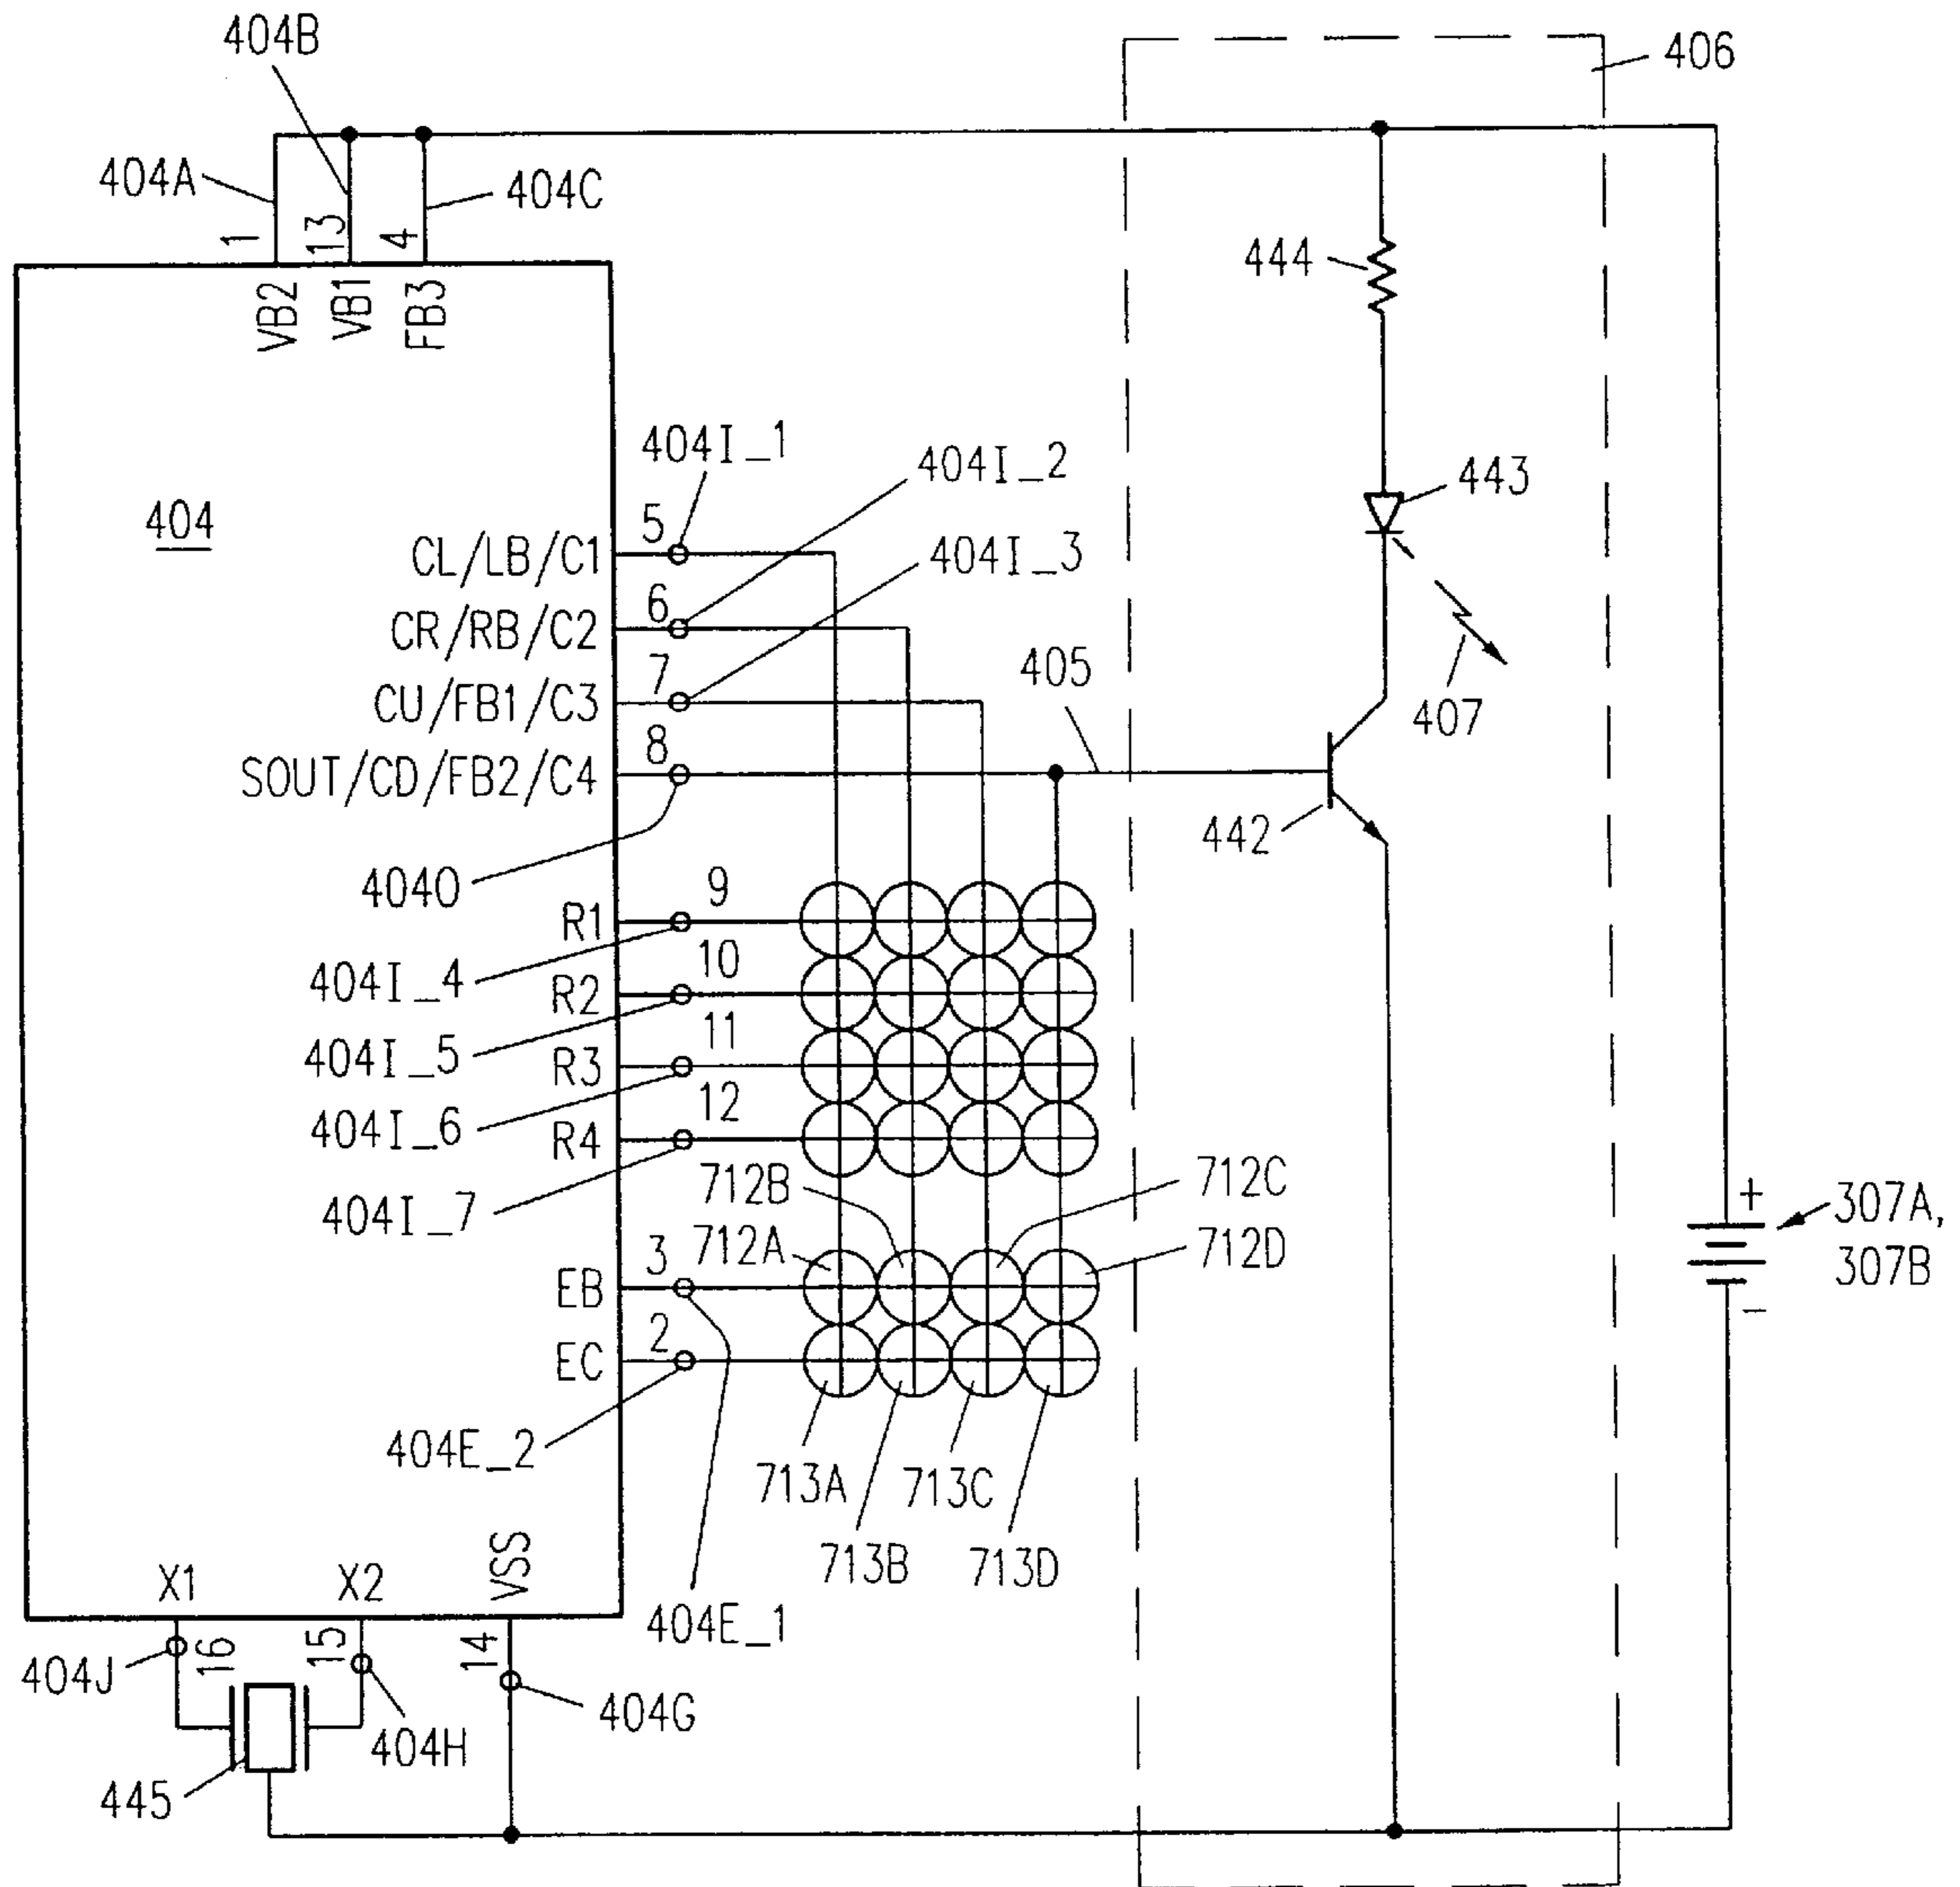 404B
406
404A
404C
1
13
4
444
VB2
VB1
FB3
443
404I_1
404I_2
404
5
CL/LB/C1
404I_3
6
CR/RB/C2
405
7
407
CU/FB1/C3
8
SOUT/CD/FB2/C4
442
4040
9
R1
404I_4
10
R2
404I_5
11
R3
404I_6
12
R4
712B
712C
404I_7
+
307A,
307B
712A
712D
3
EB
−
2
EC
404E_2
713A
713C
713B
713D
VSS
X1
X2
404E_1
404J
16
15
14
404G
404H
445